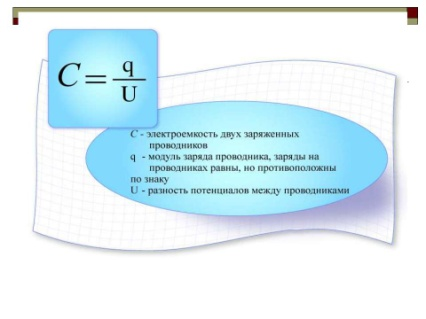 C = q / U
C - электроемкость двух заряженных
проводников
q - модуль заряда проводника, заряды на
проводниках равны, но противоположны
по знаку
U - разность потенциалов между проводниками